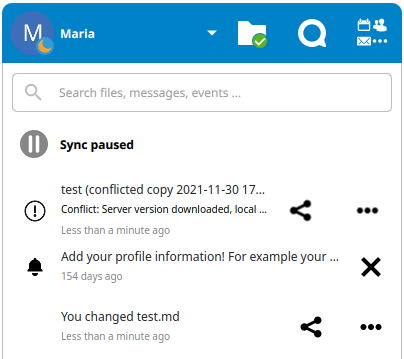 M Maria
Search files, messages, events ...
Sync paused
test (conflicted copy 2021-11-30 17...
Conflict: Server version downloaded, local ...
Less than a minute ago
Add your profile information! For example your ...
154 days ago
You changed test.md
Less than a minute ago